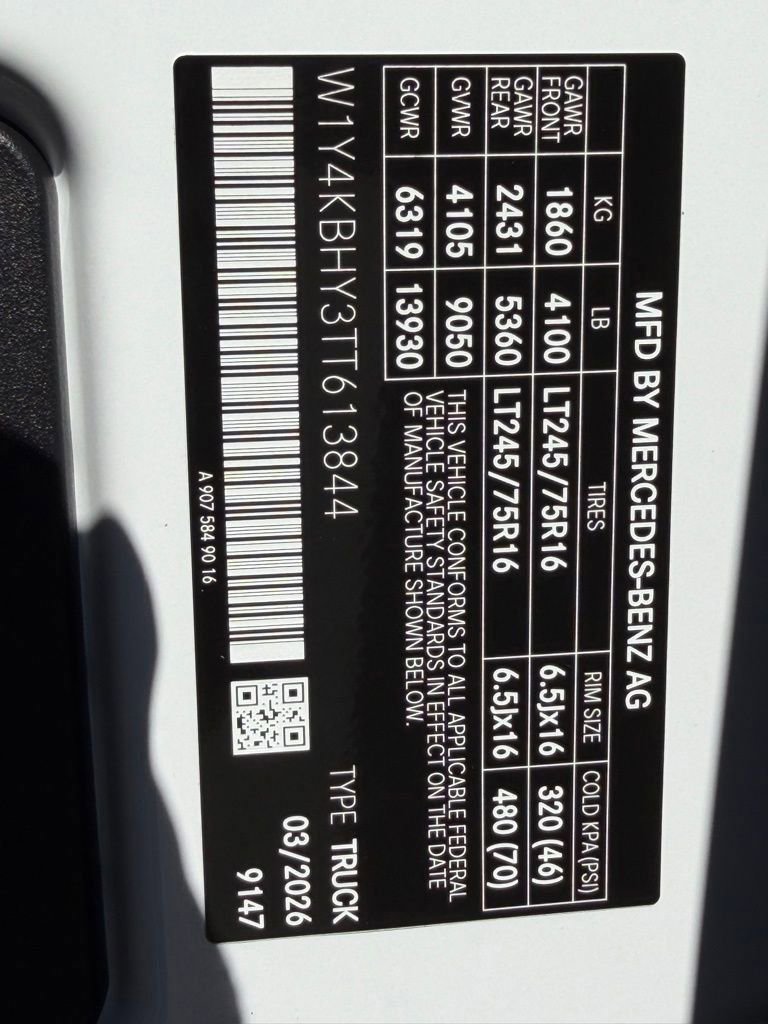 MFD BY MERCEDES-BENZ AG
KG LB TIRES RIM SIZE COLD KPA (PSI)
GAWR FRONT 1860 4100 LT245/75R16 6.5Jx16 320 (46)
GAWR REAR 2431 5360 LT245/75R16 6.5Jx16 480 (70)
GVWR 4105 9050
GCWR 6319 13930
THIS VEHICLE CONFORMS TO ALL APPLICABLE FEDERAL
VEHICLE SAFETY STANDARDS IN EFFECT ON THE DATE
OF MANUFACTURE SHOWN BELOW.
W1Y4KBHY3TT613844
TYPE TRUCK
03/2026
9147
A 907 584 90 16